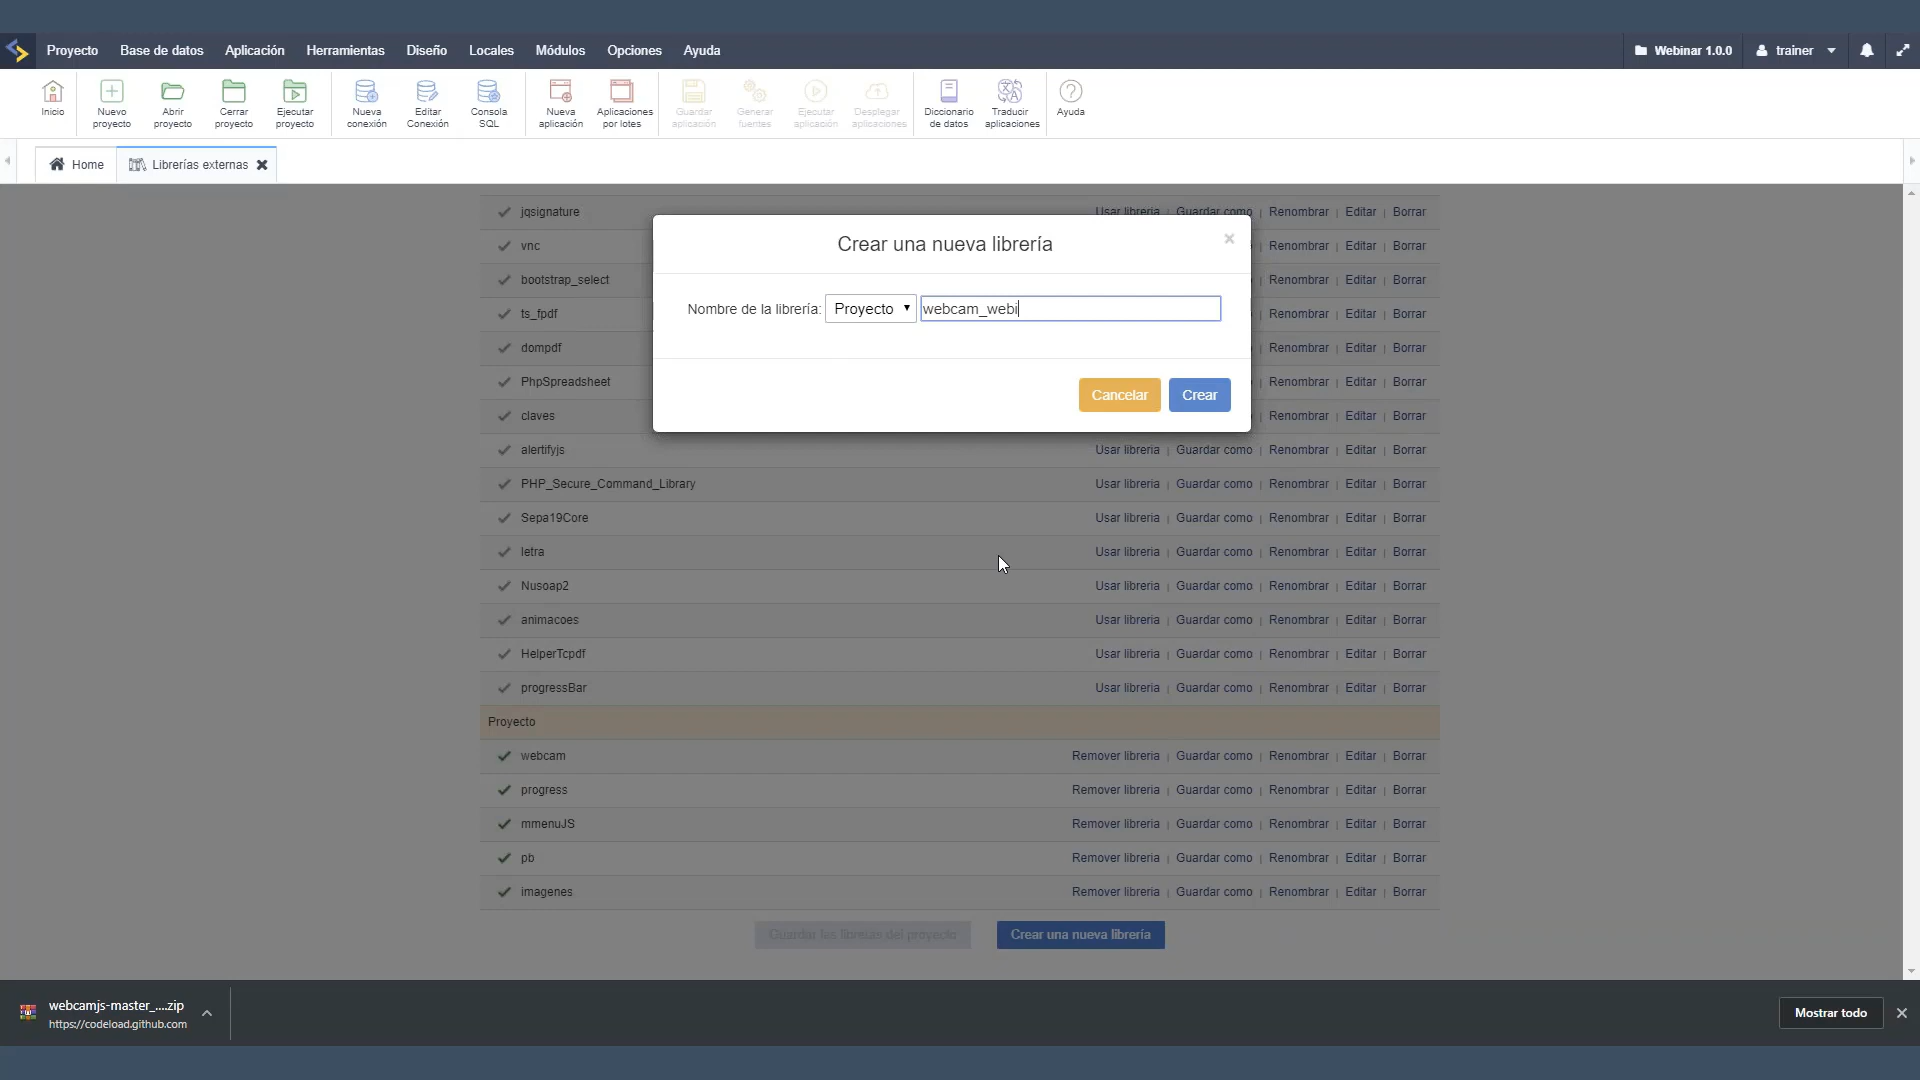 Proyecto Base de datos Aplicación Herramientas Diseño Locales Módulos Opciones Ayuda Webinar 1.0.0 trainer
Inicio
Nuevo proyecto
Abrir proyecto
Cerrar proyecto
Ejecutar proyecto
Nueva conexión
Editar Conexión
Consola SQL
Nueva aplicación
Aplicaciones por lotes
Guardar aplicación
Generar fuentes
Ejecutar aplicación
Desplegar aplicaciones
Diccionario de datos
Traducir aplicaciones
Ayuda
Home Librerías externas
jqsignature Usar libreria | Guardar como | Renombrar | Editar | Borrar
Crear una nueva librería ×
vnc Renombrar | Editar | Borrar
bootstrap_select Renombrar | Editar | Borrar
Nombre de la librería: Proyecto webcam_webi
ts_fpdf Renombrar | Editar | Borrar
dompdf Renombrar | Editar | Borrar
PhpSpreadsheet Renombrar | Editar | Borrar
Cancelar Crear
claves Renombrar | Editar | Borrar
alertifyjs Usar libreria | Guardar como | Renombrar | Editar | Borrar
PHP_Secure_Command_Library Usar libreria | Guardar como | Renombrar | Editar | Borrar
Sepa19Core Usar libreria | Guardar como | Renombrar | Editar | Borrar
letra Usar libreria | Guardar como | Renombrar | Editar | Borrar
Nusoap2 Usar libreria | Guardar como | Renombrar | Editar | Borrar
animacoes Usar libreria | Guardar como | Renombrar | Editar | Borrar
HelperTcpdf Usar libreria | Guardar como | Renombrar | Editar | Borrar
progressBar Usar libreria | Guardar como | Renombrar | Editar | Borrar
Proyecto
webcam Remover libreria | Guardar como | Renombrar | Editar | Borrar
progress Remover libreria | Guardar como | Renombrar | Editar | Borrar
mmenuJS Remover libreria | Guardar como | Renombrar | Editar | Borrar
pb Remover libreria | Guardar como | Renombrar | Editar | Borrar
imagenes Remover libreria | Guardar como | Renombrar | Editar | Borrar
Guardar las librerías del proyecto Crear una nueva librería
webcamjs-master_....zip
https://codeload.github.com
Mostrar todo